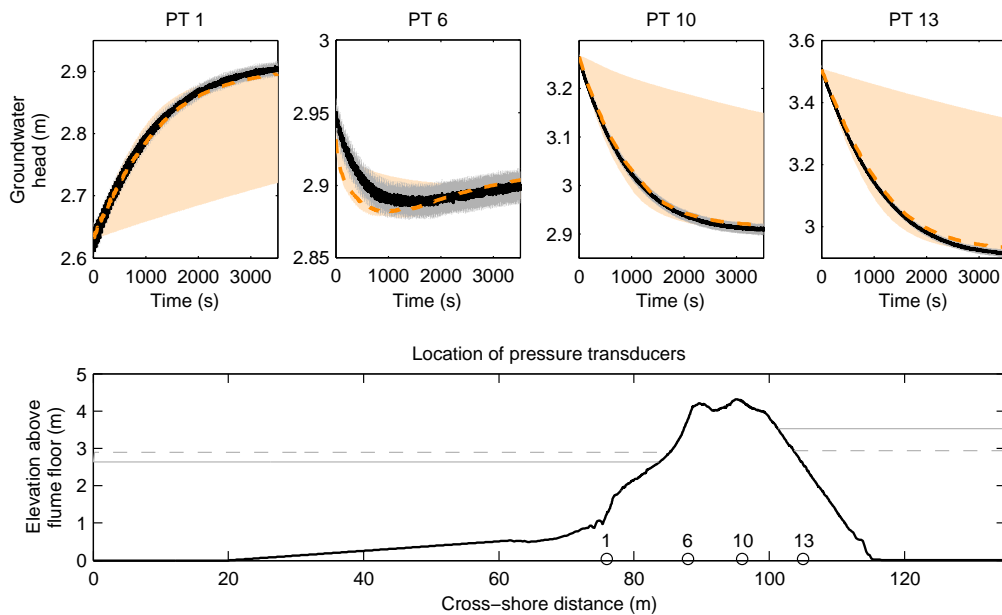 PT 1 PT 6 PT 10 PT 13
2.9 3 3.2 3.6
2.8 2.95 3.1 3.4
2.7 2.9 3 3.2
2.6 2.85 2.9 3
0 1000 2000 3000 0 1000 2000 3000 0 1000 2000 3000 0 1000 2000 3000
Time (s) Time (s) Time (s) Time (s)
Groundwater
head (m)
Location of pressure transducers
5
4
3
2
1
0
Elevation above
flume floor (m)
1 6 10 13
0 20 40 60 80 100 120
Cross−shore distance (m)